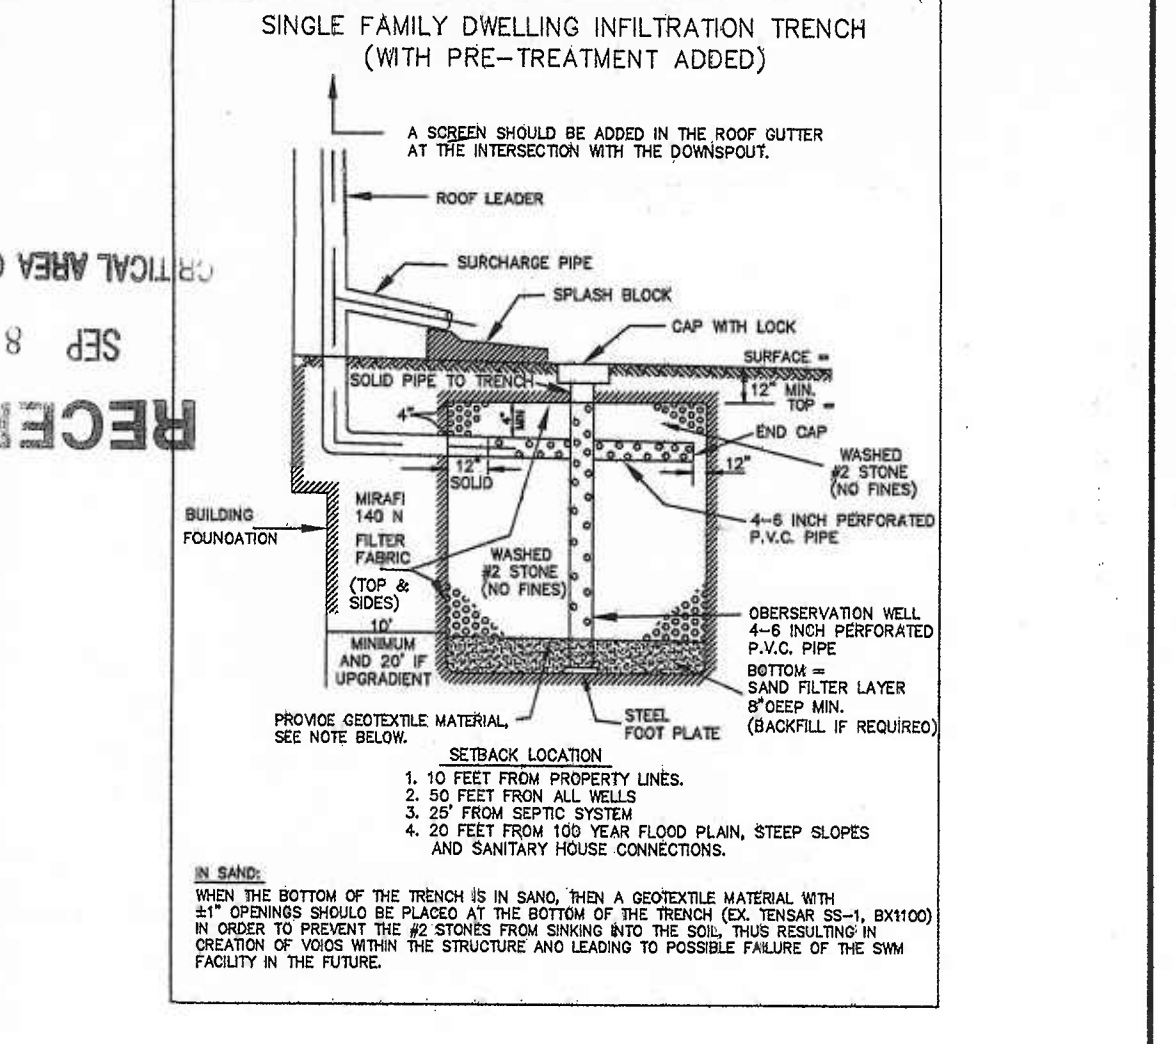 SINGLE FAMILY DWELLING INFILTRATION TRENCH
(WITH PRE-TREATMENT ADDED)
A SCREEN SHOULD BE ADDED IN THE ROOF GUTTER
AT THE INTERSECTION WITH THE DOWNSPOUT.
ROOF LEADER
SURCHARGE PIPE
SPLASH BLOCK
CAP WITH LOCK
CRITICAL AREA
SEP 8
SURFACE =
SOLID PIPE TO TRENCH
12" MIN.
TOP =
4"
4"
MIN
END CAP
12"
SOLID
12"
WASHED
#2 STONE
(NO FINES)
MIRAFI
140 N
FILTER
FABRIC
(TOP &
SIDES)
BUILDING
FOUNOATION
4-6 INCH PERFORATED
P.V.C. PIPE
WASHED
#2 STONE
(NO FINES)
10'
MINIMUM
AND 20' IF
UPGRADIENT
OBERSERVATION WELL
4-6 INCH PERFORATED
P.V.C. PIPE
BOTTOM =
SAND FILTER LAYER
8"OEEP MIN.
(BACKFILL IF REQUIREO)
PROVIOE GEOTEXTILE MATERIAL,
SEE NOTE BELOW.
STEEL
FOOT PLATE
SETBACK LOCATION
1. 10 FEET FROM PROPERTY LINES.
2. 50 FEET FRON ALL WELLS
3. 25' FROM SEPTIC SYSTEM
4. 20 FEET FROM 100 YEAR FLOOD PLAIN, STEEP SLOPES
AND SANITARY HOUSE CONNECTIONS.
IN SAND:
WHEN THE BOTTOM OF THE TRENCH IS IN SANO, THEN A GEOTEXTILE MATERIAL WITH
±1" OPENINGS SHOULD BE PLACEO AT THE BOTTOM OF THE TRENCH (EX. TENSAR SS-1, BX1100)
IN ORDER TO PREVENT THE #2 STONES FROM SINKING INTO THE SOIL, THUS RESULTING IN
CREATION OF VOIOS WITHIN THE STRUCTURE ANO LEADING TO POSSIBLE FAILURE OF THE SWM
FACILITY IN THE FUTURE.